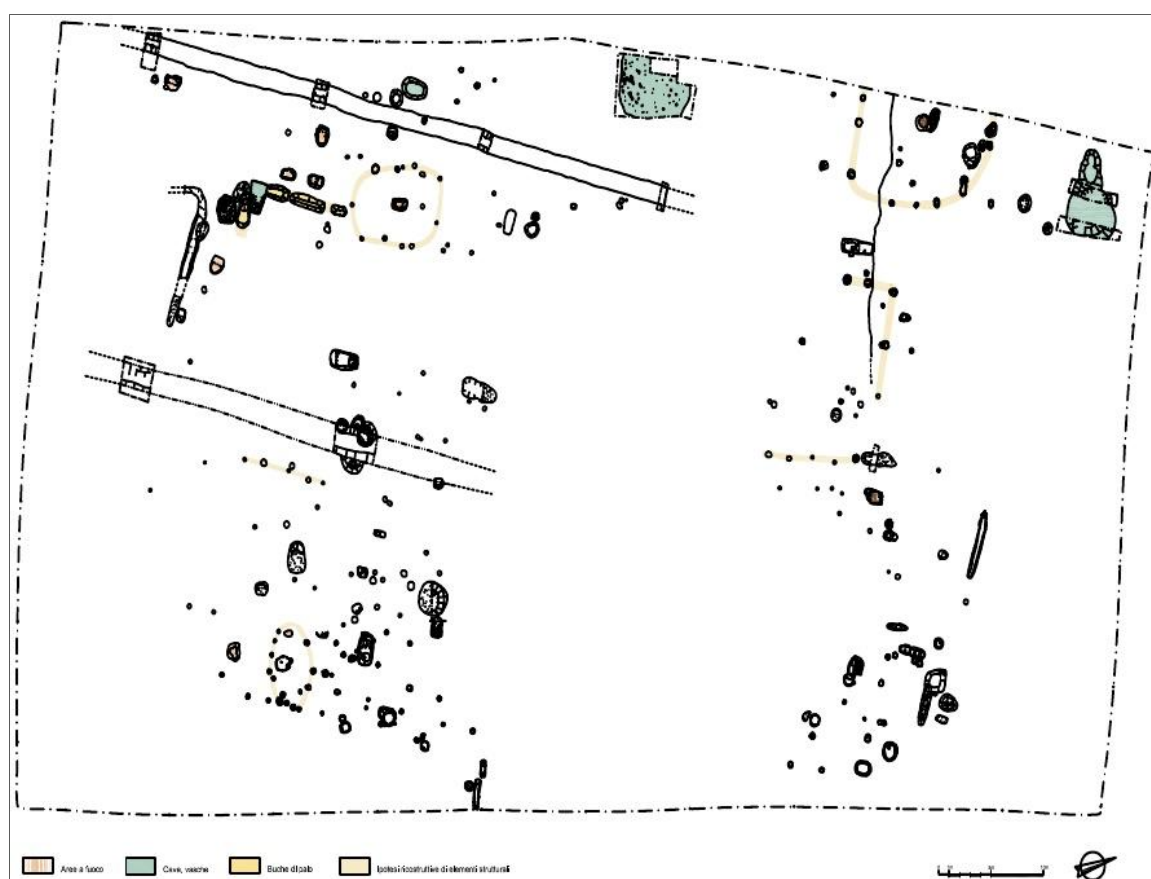 Aree a fuoco
Cave, vasche
Buche di palo
Ipotesi ricostruttive di elementi strutturali